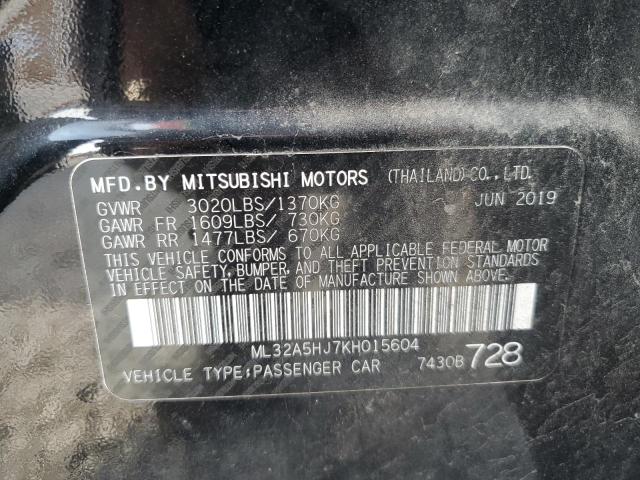 MFD.BY MITSUBISHI MOTORS (THAILAND)CO.,LTD.
GVWR 3020LBS/1370KG JUN 2019
GAWR FR 1609LBS/ 730KG
GAWR RR 1477LBS/ 670KG
THIS VEHICLE CONFORMS TO ALL APPLICABLE FEDERAL MOTOR
VEHICLE SAFETY, BUMPER, AND THEFT PREVENTION STANDARDS
IN EFFECT ON THE DATE OF MANUFACTURE SHOWN ABOVE.
ML32A5HJ7KH015604
VEHICLE TYPE:PASSENGER CAR 7430B 728